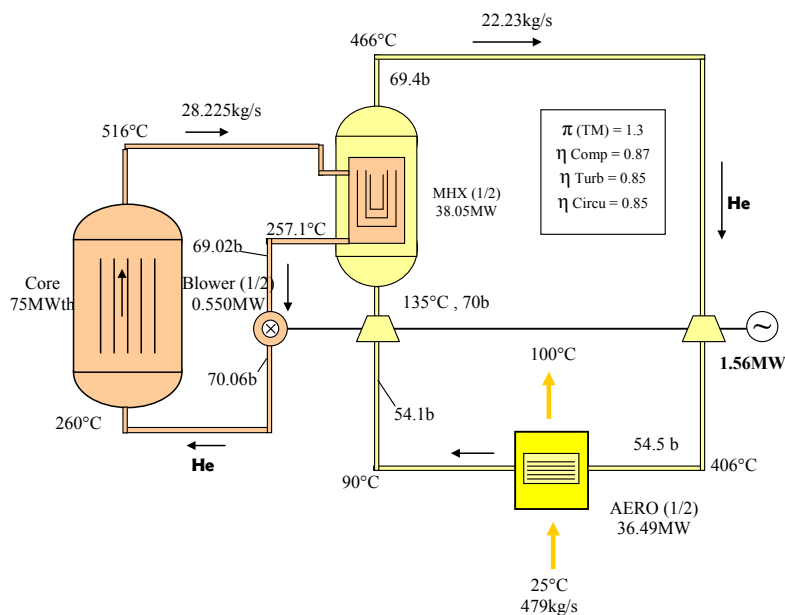 466°C
22.23kg/s
69.4b
28.225kg/s
516°C
π (TM) = 1.3
η Comp = 0.87
η Turb = 0.85
η Circu = 0.85
MHX (1/2)
38.05MW
He
257.1°C
69.02b
Core
75MWth
Blower (1/2)
0.550MW
135°C , 70b
~
1.56MW
100°C
70.06b
54.1b
260°C
He
54.5 b
90°C
406°C
AERO (1/2)
36.49MW
25°C
479kg/s